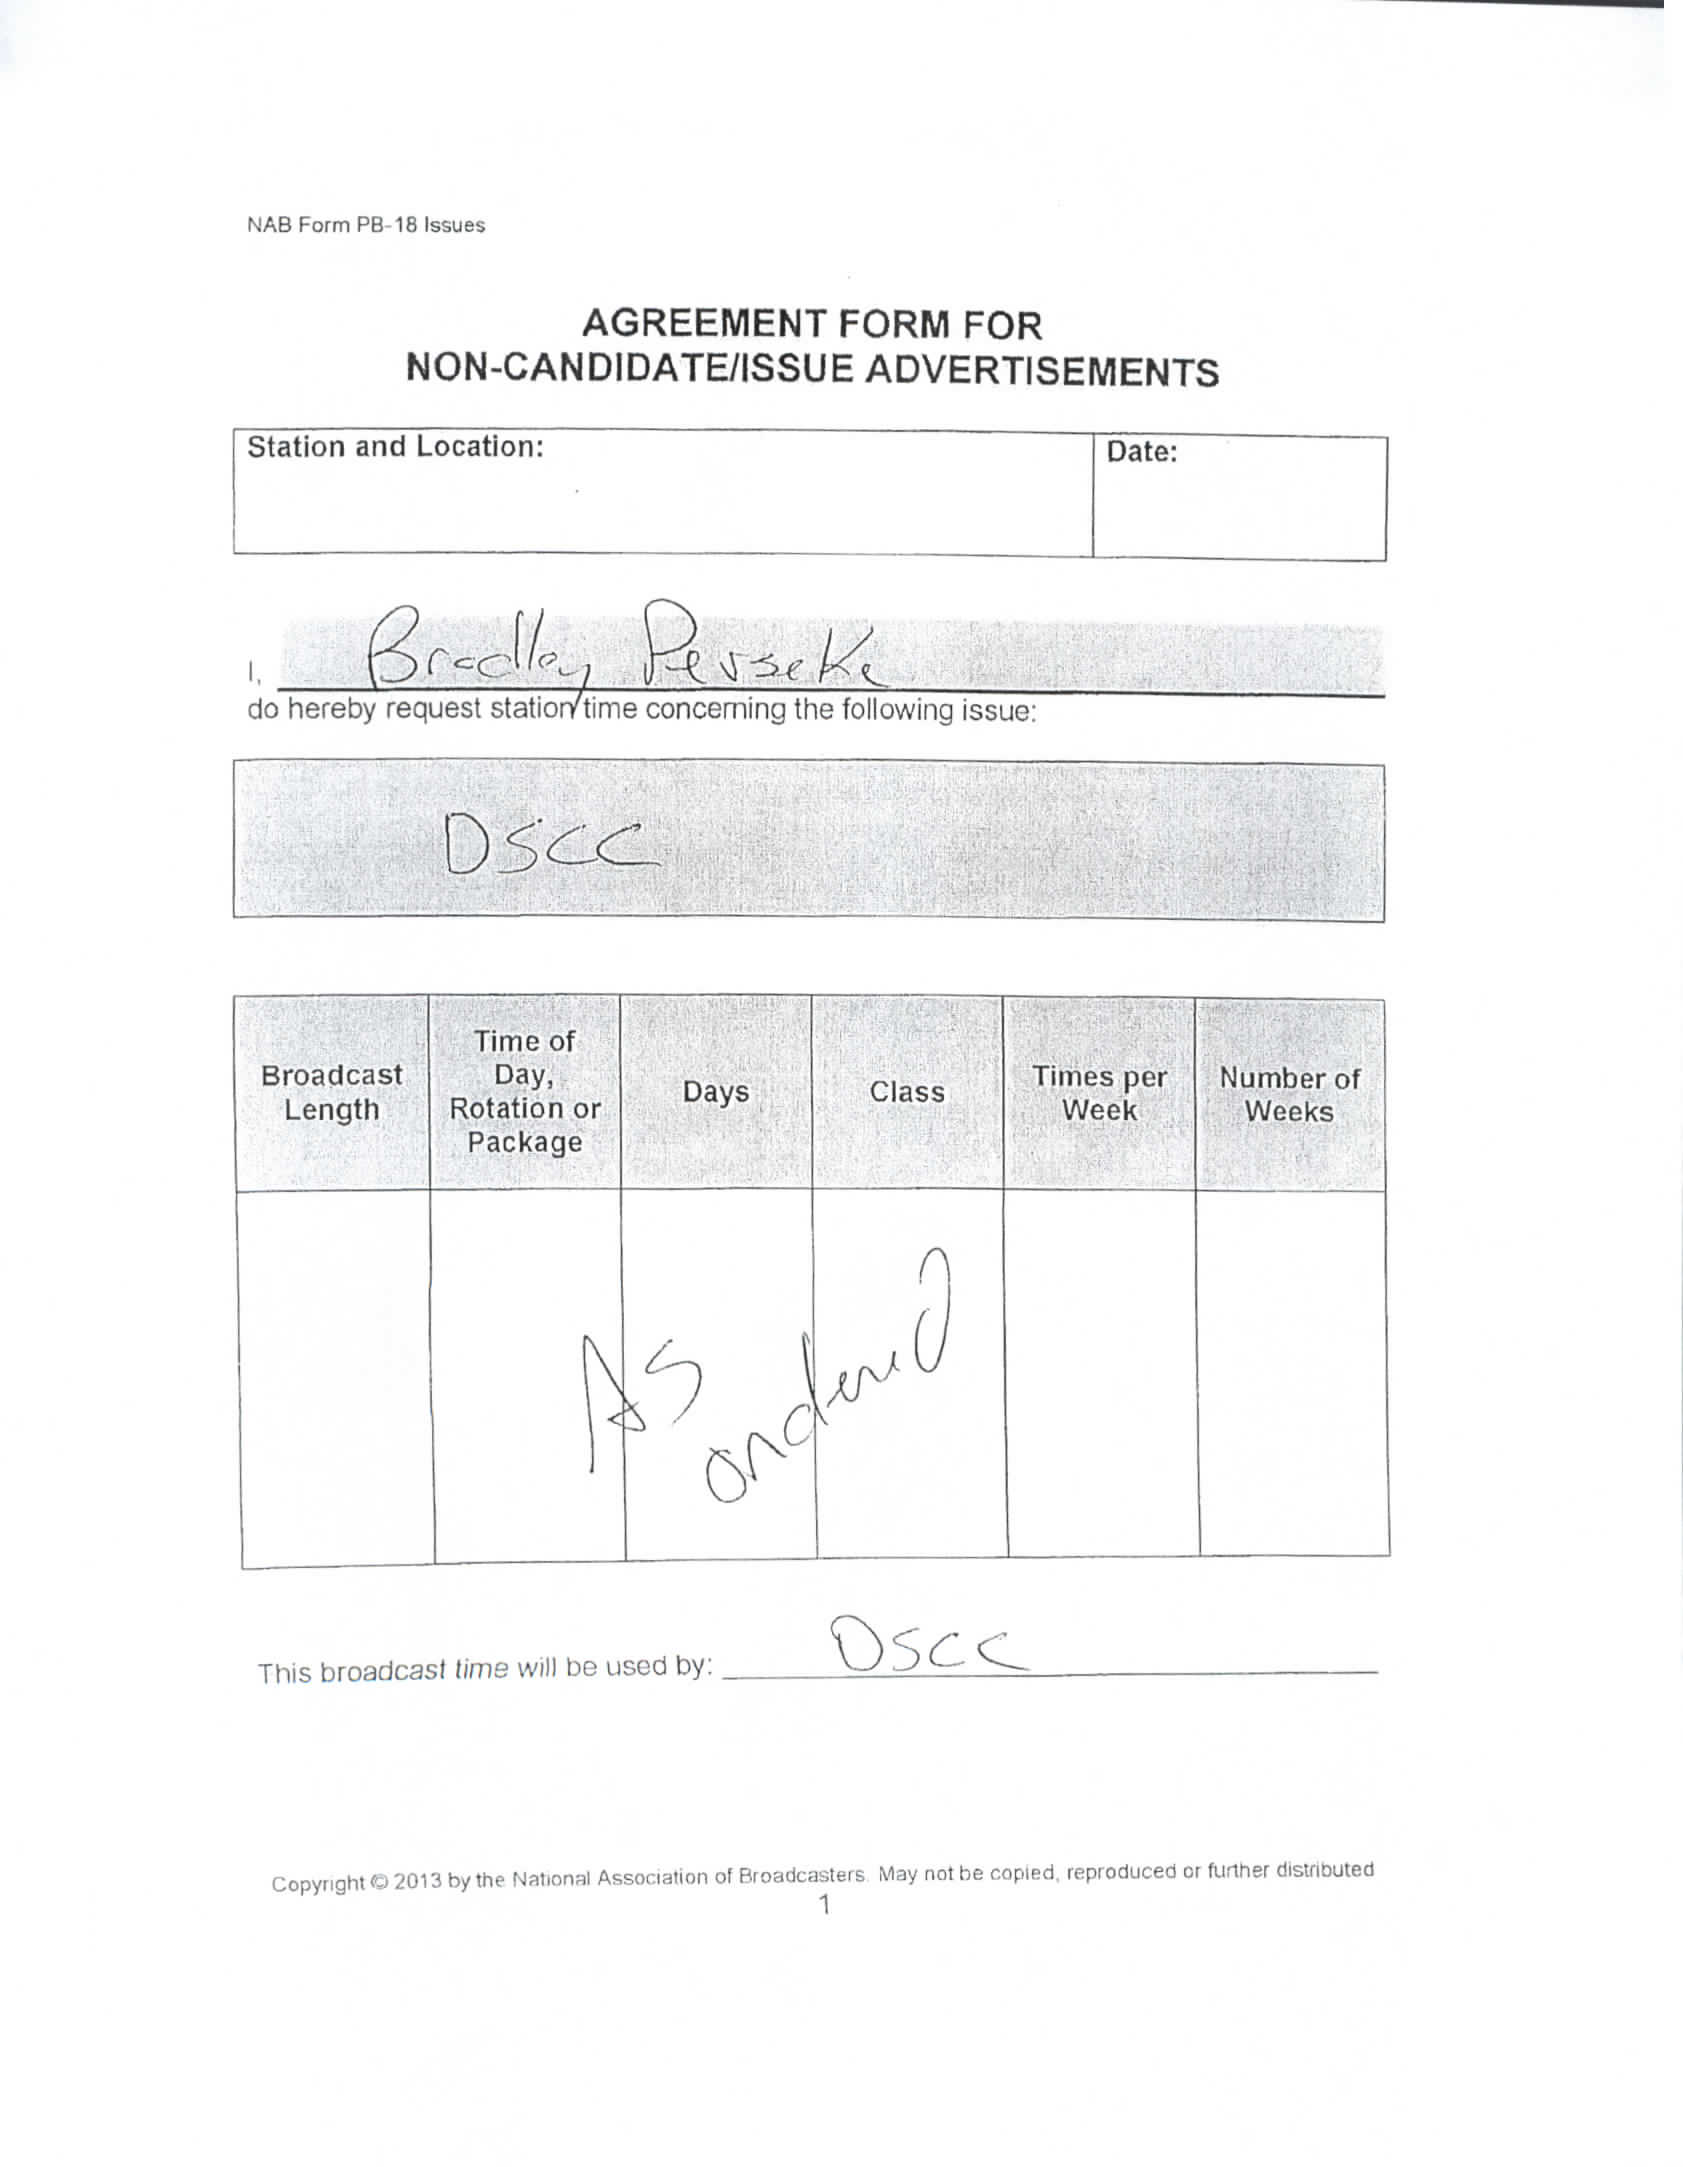 NAB Form PB-18 Issues
AGREEMENT FORM FOR
NON-CANDIDATE/ISSUE ADVERTISEMENTS
Station and Location:
Date:
I, Bradley Perseke
do hereby request station time concerning the following issue:
DSCC
Broadcast Length
Time of Day, Rotation or Package
Days
Class
Times per Week
Number of Weeks
As
ordered
This broadcast time will be used by: DSCC
Copyright © 2013 by the National Association of Broadcasters. May not be copied, reproduced or further distributed
1